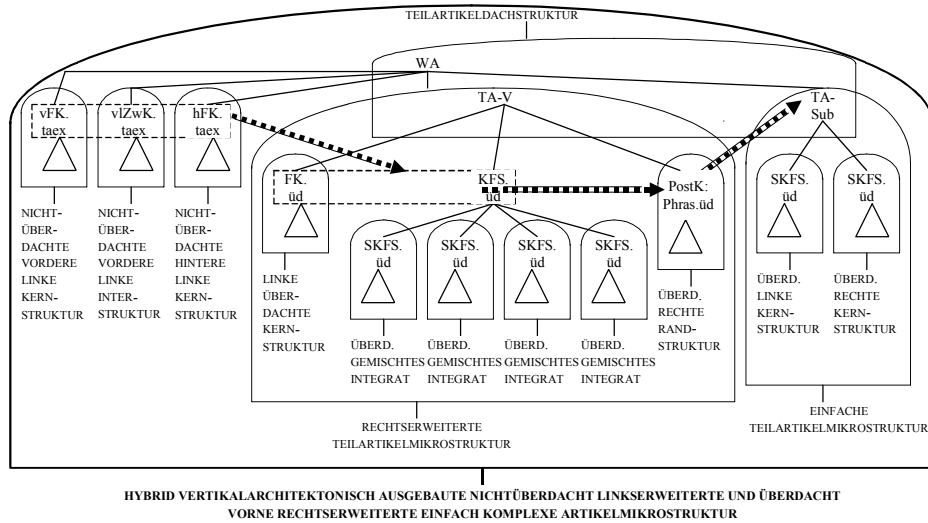 TEILARTIKELDACHSTRUKTUR
WA
vFK.
taex
vlZwK.
taex
hFK.
taex
TA-V
TA-
Sub
FK.
üd
KFS.
üd
PostK:
Phras.üd
SKFS.
üd
SKFS.
üd
SKFS.
üd
SKFS.
üd
SKFS.
üd
SKFS.
üd
NICHT-
ÜBER-
DACHTE
VORDERE
LINKE
KERN-
STRUKTUR
NICHT-
ÜBER-
DACHTE
VORDERE
LINKE
INTER-
STRUKTUR
NICHT-
ÜBER-
DACHTE
HINTERE
LINKE
KERN-
STRUKTUR
LINKE
ÜBER-
DACHTE
KERN-
STRUKTUR
ÜBERD.
GEMISCHTES
INTEGRAT
ÜBERD.
GEMISCHTES
INTEGRAT
ÜBERD.
GEMISCHTES
INTEGRAT
ÜBERD.
GEMISCHTES
INTEGRAT
ÜBERD.
RECHTE
RAND-
STRUKTUR
ÜBERD.
LINKE
KERN-
STRUKTUR
ÜBERD.
RECHTE
KERN-
STRUKTUR
RECHTSERWEITERTE
TEILARTIKELMIKROSTRUKTUR
EINFACHE
TEILARTIKELMIKROSTRUKTUR
HYBRID VERTIKALARCHITEKTONISCH AUSGEBAUTE NICHTÜBERDACHT LINKSERWEITERTE UND ÜBERDACHT
VORNE RECHTSERWEITERTE EINFACH KOMPLEXE ARTIKELMIKROSTRUKTUR